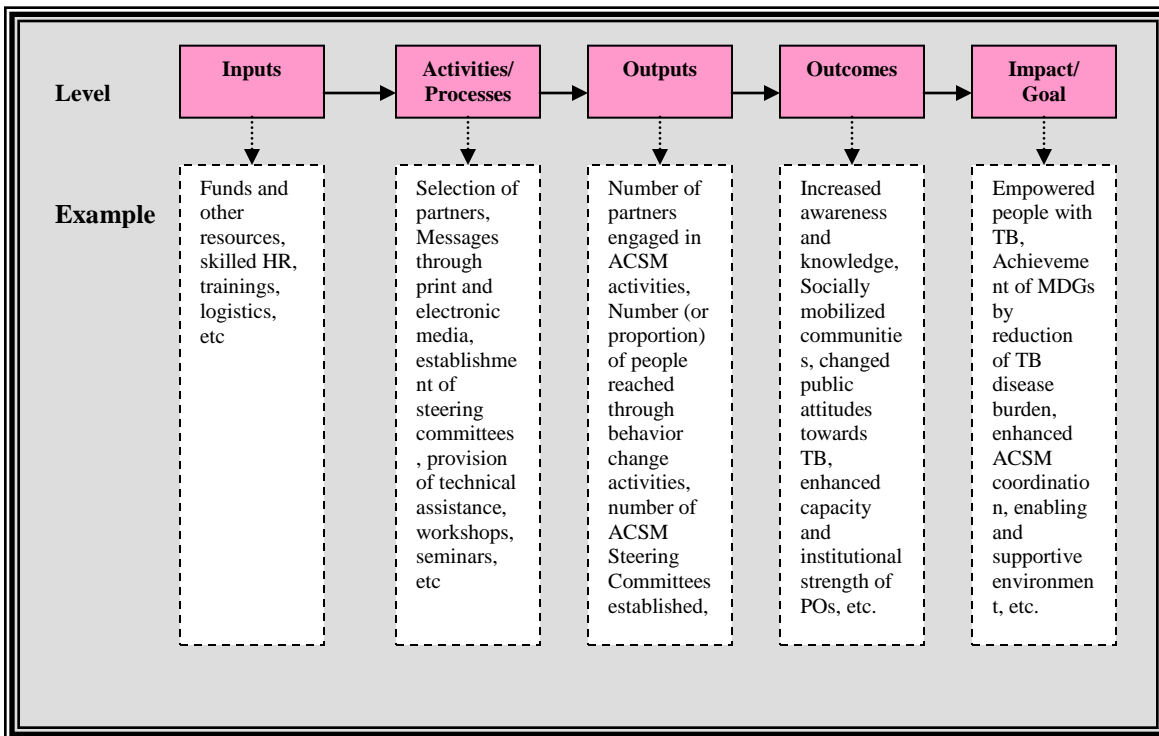 Level
Inputs
Activities/
Processes
Outputs
Outcomes
Impact/
Goal
Example
Funds and
other
resources,
skilled HR,
trainings,
logistics,
etc
Selection of
partners,
Messages
through
print and
electronic
media,
establishme
nt of
steering
committees
, provision
of technical
assistance,
workshops,
seminars,
etc
Number of
partners
engaged in
ACSM
activities,
Number (or
proportion)
of people
reached
through
behavior
change
activities,
number of
ACSM
Steering
Committees
established,
Increased
awareness
and
knowledge,
Socially
mobilized
communitie
s, changed
public
attitudes
towards
TB,
enhanced
capacity
and
institutional
strength of
POs, etc.
Empowered
people with
TB,
Achieveme
nt of MDGs
by
reduction
of TB
disease
burden,
enhanced
ACSM
coordinatio
n, enabling
and
supportive
environmen
t, etc.